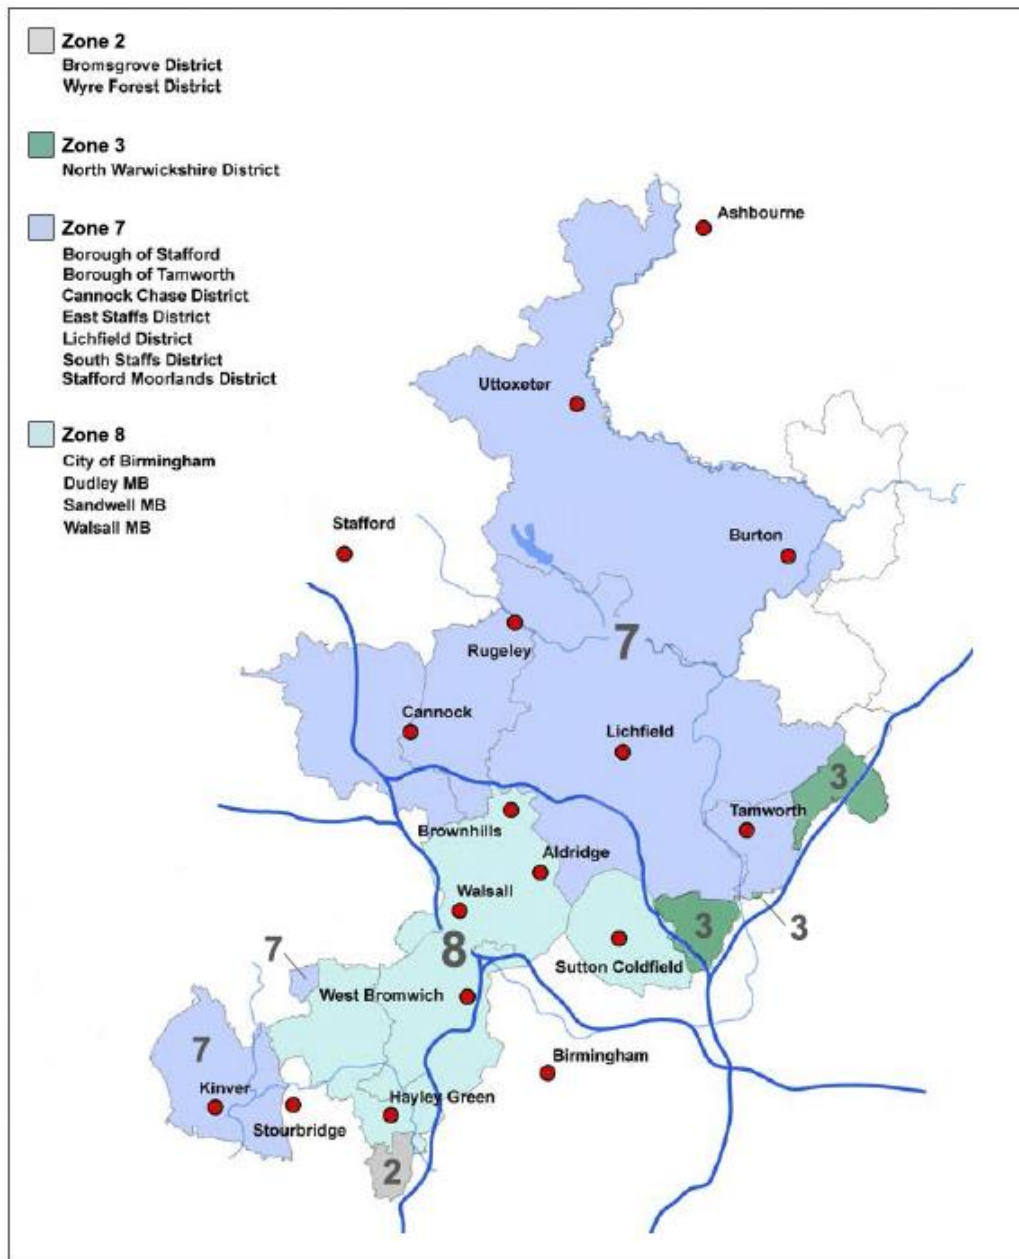 Zone 2
Bromsgrove District
Wyre Forest District
Zone 3
North Warwickshire District
Zone 7
Borough of Stafford
Borough of Tamworth
Cannock Chase District
East Staffs District
Lichfield District
South Staffs District
Stafford Moorlands District
Zone 8
City of Birmingham
Dudley MB
Sandwell MB
Walsall MB
Ashbourne
Uttoxeter
Stafford
Burton
Rugeley
7
Cannock
Lichfield
3
Tamworth
Brownhills
Aldridge
Walsall
3
3
7
8
Sutton Coldfield
West Bromwich
7
Birmingham
Kinver
Hayley Green
Stourbridge
2